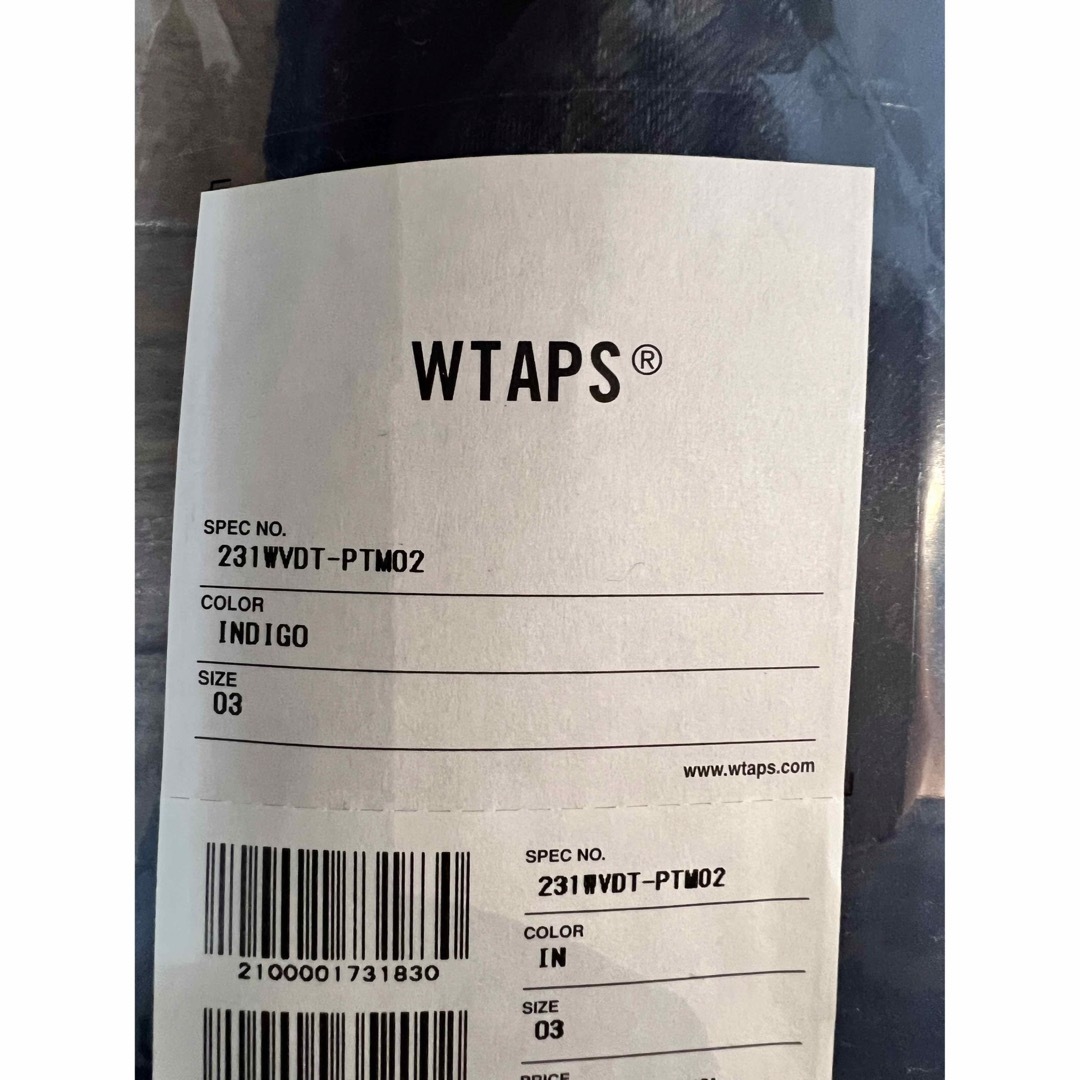 WTAPS®
SPEC NO.
231WVDT-PTM02
COLOR
INDIGO
SIZE
03
www.wtaps.com
2100001731830
SPEC NO.
231WVDT-PTM02
COLOR
IN
SIZE
03
PRICE